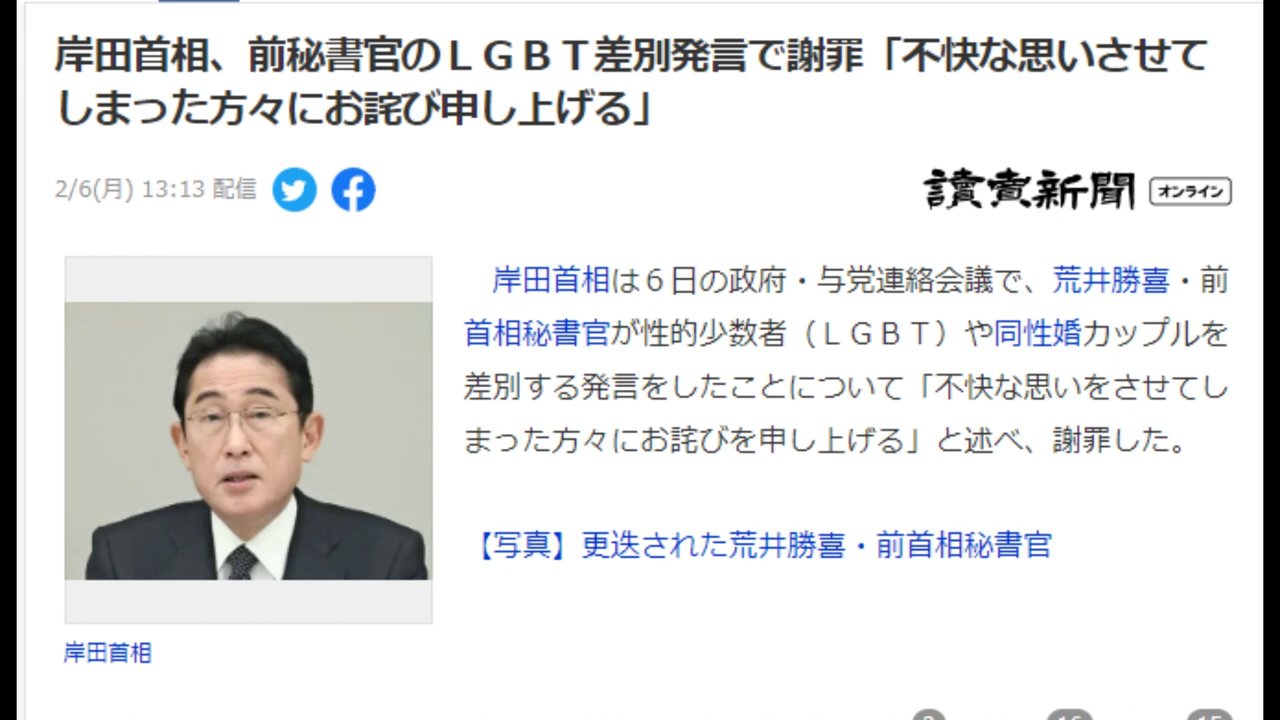 岸田首相、前秘書官のＬＧＢＴ差別発言で謝罪「不快な思いさせて
しまった方々にお詫び申し上げる」
2/6(月) 13:13 配信
讀賣新聞 オンライン
岸田首相は６日の政府・与党連絡会議で、荒井勝喜・前
首相秘書官が性的少数者（ＬＧＢＴ）や同性婚カップルを
差別する発言をしたことについて「不快な思いをさせてし
まった方々にお詫びを申し上げる」と述べ、謝罪した。
【写真】更迭された荒井勝喜・前首相秘書官
岸田首相